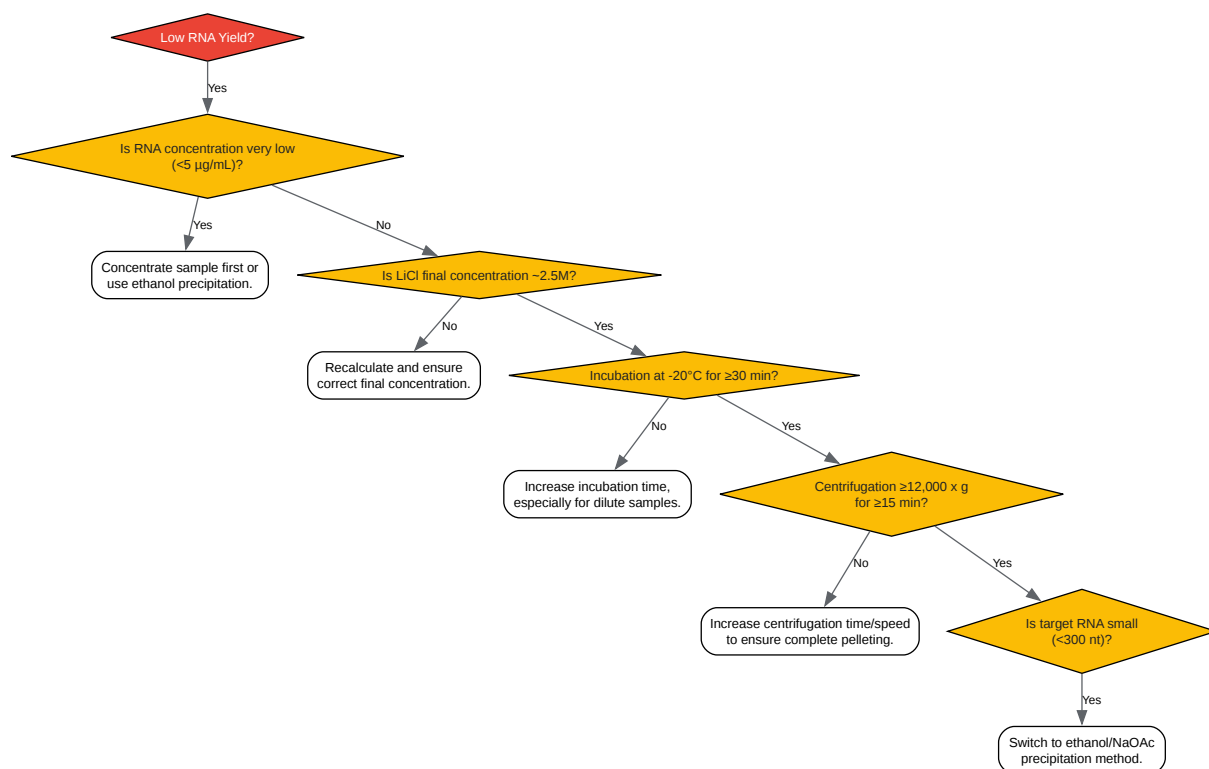 Low RNA Yield?
Yes
Is RNA concentration very low
(<5 µg/mL)?
Yes
No
Concentrate sample first or
use ethanol precipitation.
Is LiCl final concentration ~2.5M?
No
Yes
Recalculate and ensure
correct final concentration.
Incubation at -20°C for ≥30 min?
No
Yes
Increase incubation time,
especially for dilute samples.
Centrifugation ≥12,000 x g
for ≥15 min?
No
Yes
Increase centrifugation time/speed
to ensure complete pelleting.
Is target RNA small
(<300 nt)?
Yes
Switch to ethanol/NaOAc
precipitation method.